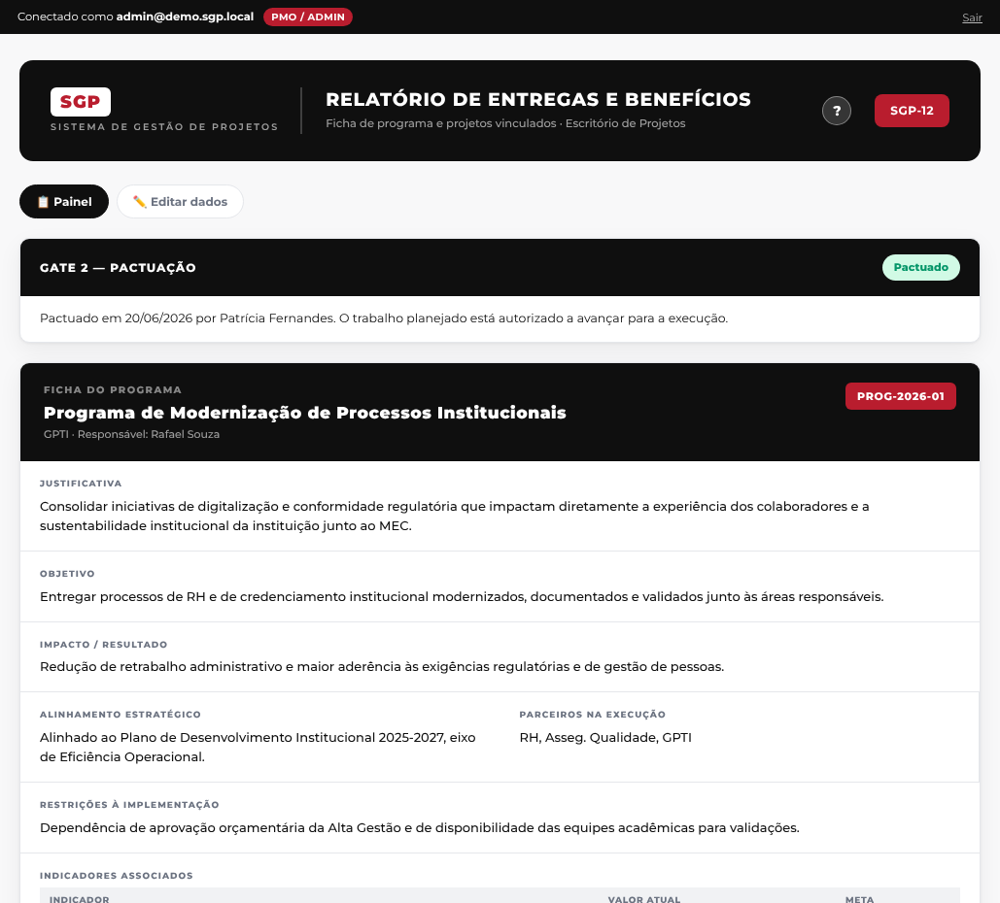 Conectado como admin@demo.sgp.local PMO / ADMIN Sair
SGP
SISTEMA DE GESTÃO DE PROJETOS
RELATÓRIO DE ENTREGAS E BENEFÍCIOS
Ficha de programa e projetos vinculados · Escritório de Projetos
?
SGP-12
📋 Painel
✏️ Editar dados
GATE 2 — PACTUAÇÃO
Pactuado
Pactuado em 20/06/2026 por Patrícia Fernandes. O trabalho planejado está autorizado a avançar para a execução.
FICHA DO PROGRAMA
Programa de Modernização de Processos Institucionais
GPTI · Responsável: Rafael Souza
PROG-2026-01
JUSTIFICATIVA
Consolidar iniciativas de digitalização e conformidade regulatória que impactam diretamente a experiência dos colaboradores e a
sustentabilidade institucional da instituição junto ao MEC.
OBJETIVO
Entregar processos de RH e de credenciamento institucional modernizados, documentados e validados junto às áreas responsáveis.
IMPACTO / RESULTADO
Redução de retrabalho administrativo e maior aderência às exigências regulatórias e de gestão de pessoas.
ALINHAMENTO ESTRATÉGICO
Alinhado ao Plano de Desenvolvimento Institucional 2025-2027, eixo
de Eficiência Operacional.
PARCEIROS NA EXECUÇÃO
RH, Asseg. Qualidade, GPTI
RESTRIÇÕES À IMPLEMENTAÇÃO
Dependência de aprovação orçamentária da Alta Gestão e de disponibilidade das equipes acadêmicas para validações.
INDICADORES ASSOCIADOS
INDICADOR VALOR ATUAL META